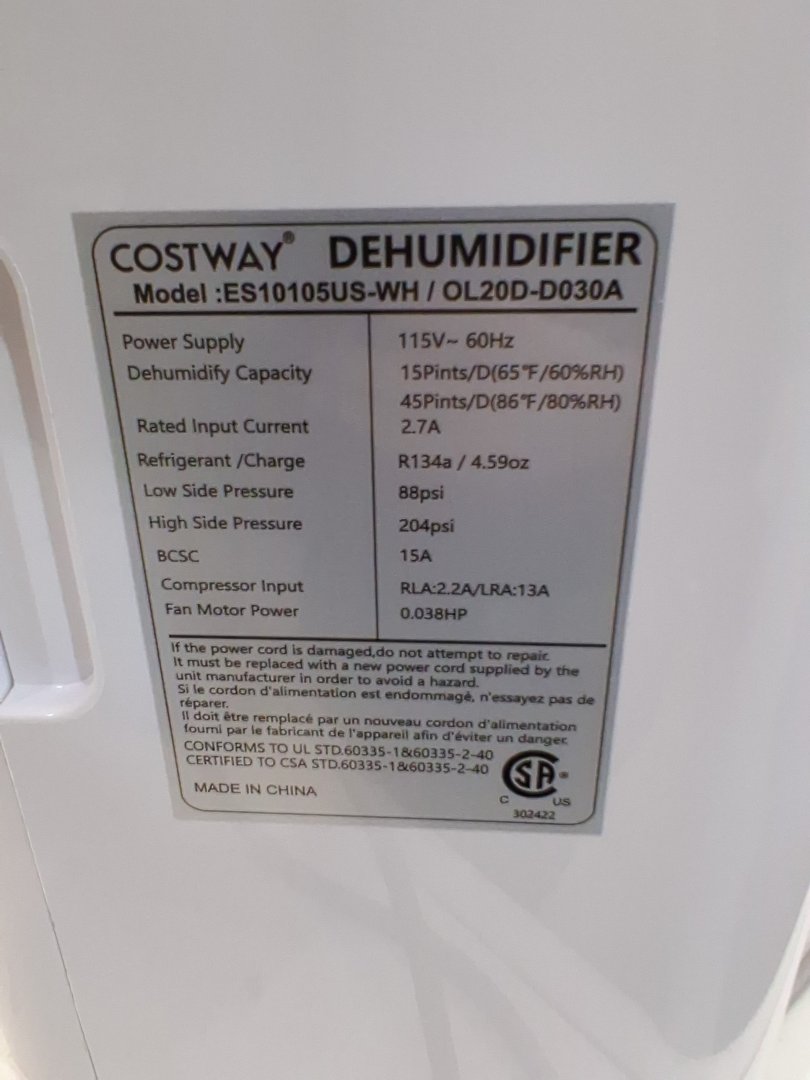 COSTWAY® DEHUMIDIFIER
Model :ES10105US-WH / OL20D-D030A
Power Supply 115V~ 60Hz
Dehumidify Capacity 15Pints/D(65℉/60%RH)
45Pints/D(86℉/80%RH)
Rated Input Current 2.7A
Refrigerant /Charge R134a / 4.59oz
Low Side Pressure 88psi
High Side Pressure 204psi
BCSC 15A
Compressor Input RLA:2.2A/LRA:13A
Fan Motor Power 0.038HP
If the power cord is damaged,do not attempt to repair.
It must be replaced with a new power cord supplied by the
unit manufacturer in order to avoid a hazard.
Si le cordon d'alimentation est endommagé, n'essayez pas de
réparer.
Il doit être remplacé par un nouveau cordon d'alimentation
fourni par le fabricant de l'appareil afin d'éviter un danger.
CONFORMS TO UL STD.60335-1&60335-2-40
CERTIFIED TO CSA STD.60335-1&60335-2-40
MADE IN CHINA
SA®
C US
302422